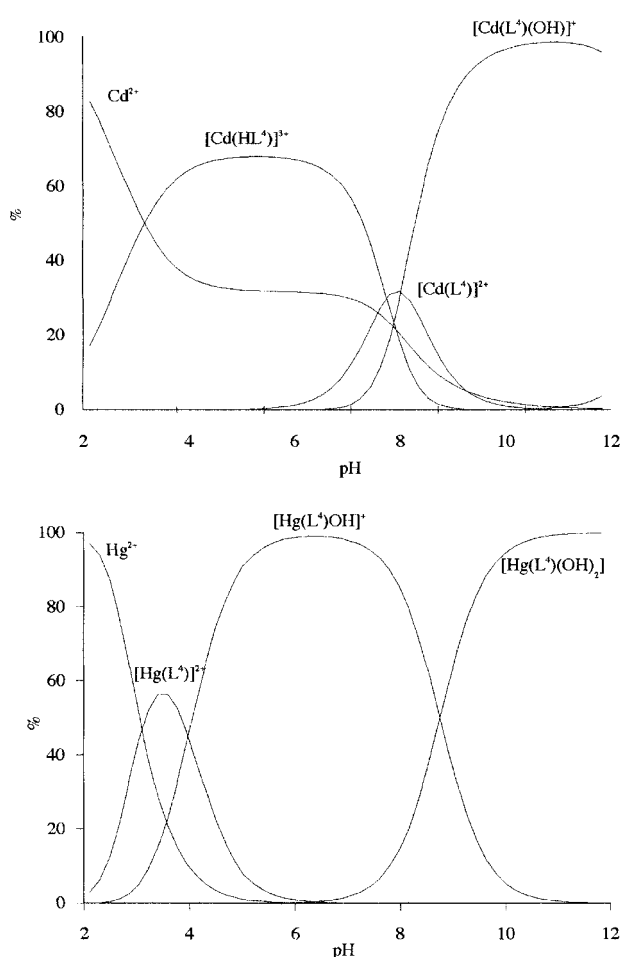 [Cd(L⁴)(OH)]⁺
100
Cd²⁺
80
[Cd(HL⁴)]³⁺
60
%
40
[Cd(L⁴)]²⁺
20
0
2 4 6 8 10 12
pH
[Hg(L⁴)OH]⁺
100
Hg²⁺
[Hg(L⁴)(OH)₂]
80
[Hg(L⁴)]²⁺
60
%
40
20
0
2 4 6 8 10 12
pH